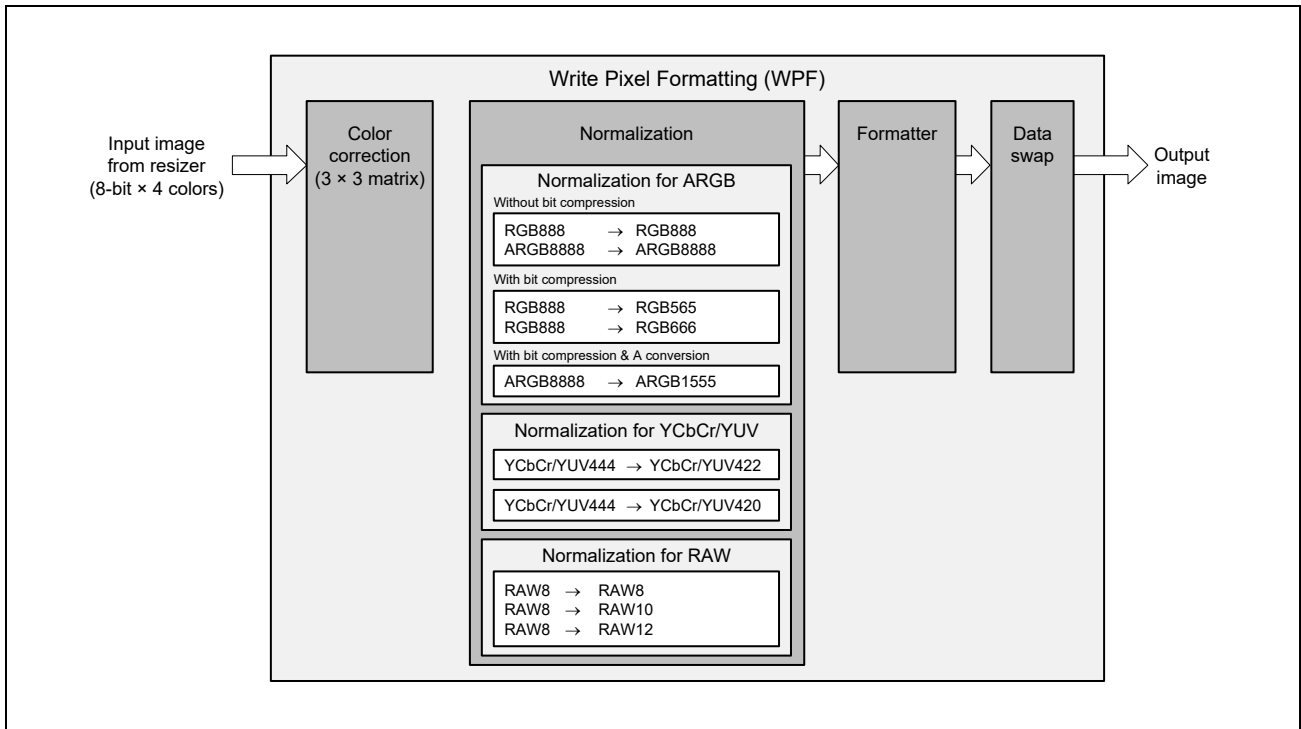 Write Pixel Formatting (WPF)
Input image
from resizer
(8-bit × 4 colors)
Color
correction
(3 × 3 matrix)
Normalization
Normalization for ARGB
Without bit compression
RGB888 → RGB888
ARGB8888 → ARGB8888
With bit compression
RGB888 → RGB565
RGB888 → RGB666
With bit compression & A conversion
ARGB8888 → ARGB1555
Normalization for YCbCr/YUV
YCbCr/YUV444 → YCbCr/YUV422
YCbCr/YUV444 → YCbCr/YUV420
Normalization for RAW
RAW8 → RAW8
RAW8 → RAW10
RAW8 → RAW12
Formatter
Data
swap
Output
image